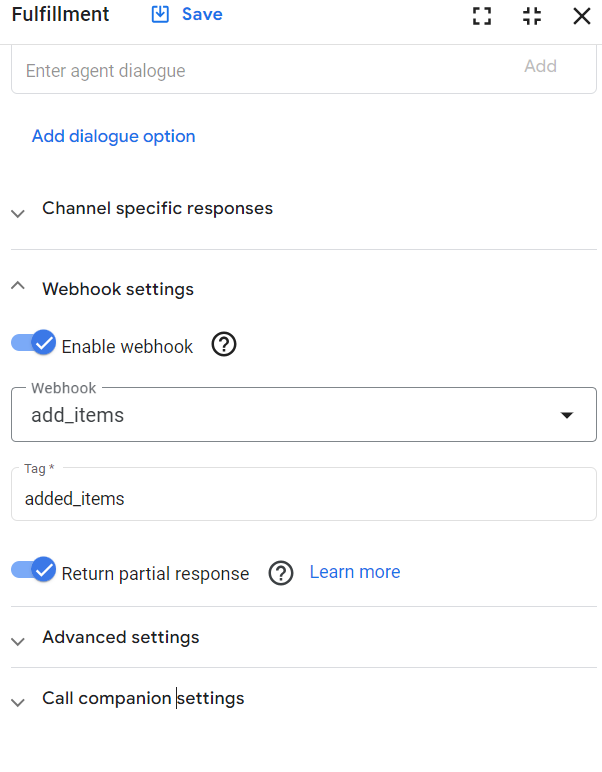 Fulfillment Save
Enter agent dialogue Add
Add dialogue option
Channel specific responses
Webhook settings
Enable webhook ?
Webhook
add_items
Tag *
added_items
Return partial response ? Learn more
Advanced settings
Call companion settings